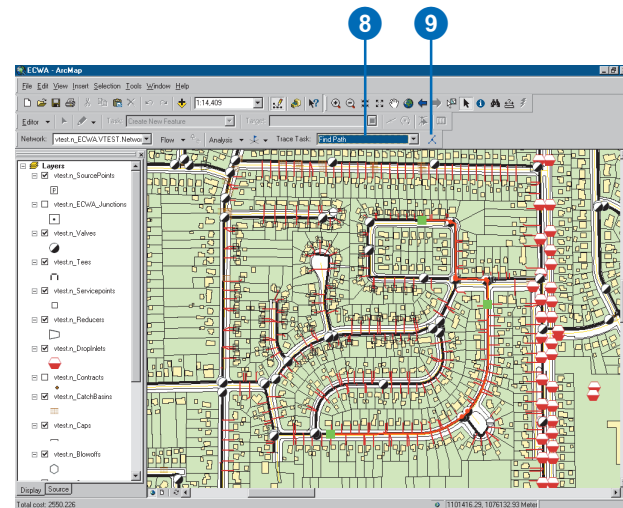 8 9
ECWA - ArcMap
File Edit View Insert Selection Tools Window Help
1:14,409
Editor Task: Create New Feature Target:
Network: vtest.n_ECWA.VTEST.Networ Flow Analysis Trace Task: Find Path
Layers
vtest.n_SourcePoints
P
vtest.n_ECWA_Junctions
vtest.n_Valves
vtest.n_Tees
vtest.n_Servicepoints
vtest.n_Reducers
vtest.n_DropInlets
vtest.n_Contracts
vtest.n_CatchBasins
vtest.n_Caps
vtest.n_Blowoffs
Display Source
Total cost: 2550.226 1101416.29, 1076132.93 Meter